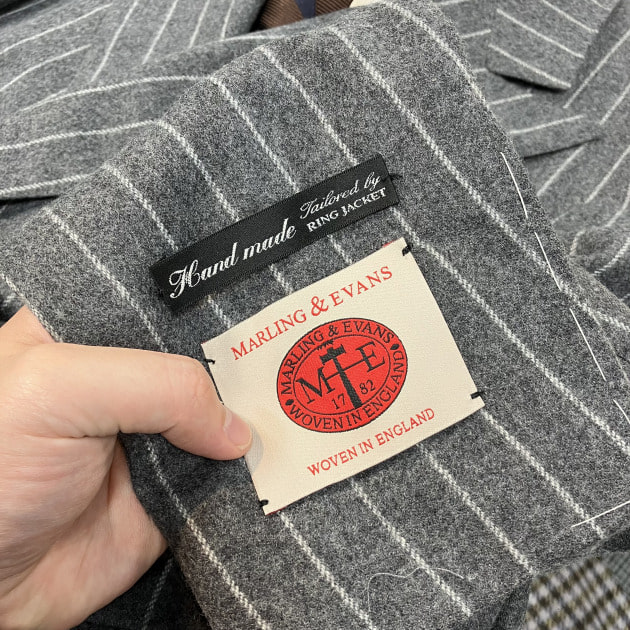 Hand made Tailored by
RING JACKET
MARLING & EVANS
MARLING & EVANS
M E
17 82
WOVEN IN ENGLAND
WOVEN IN ENGLAND